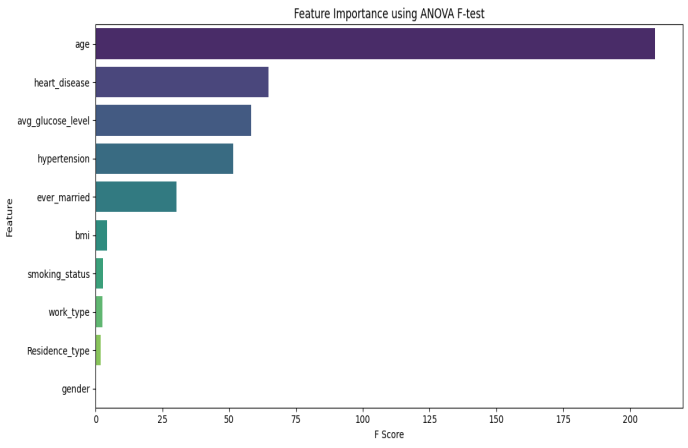 Feature Importance using ANOVA F-test
age
heart_disease
avg_glucose_level
hypertension
ever_married
bmi
smoking_status
work_type
Residence_type
gender
Feature
0 25 50 75 100 125 150 175 200
F Score